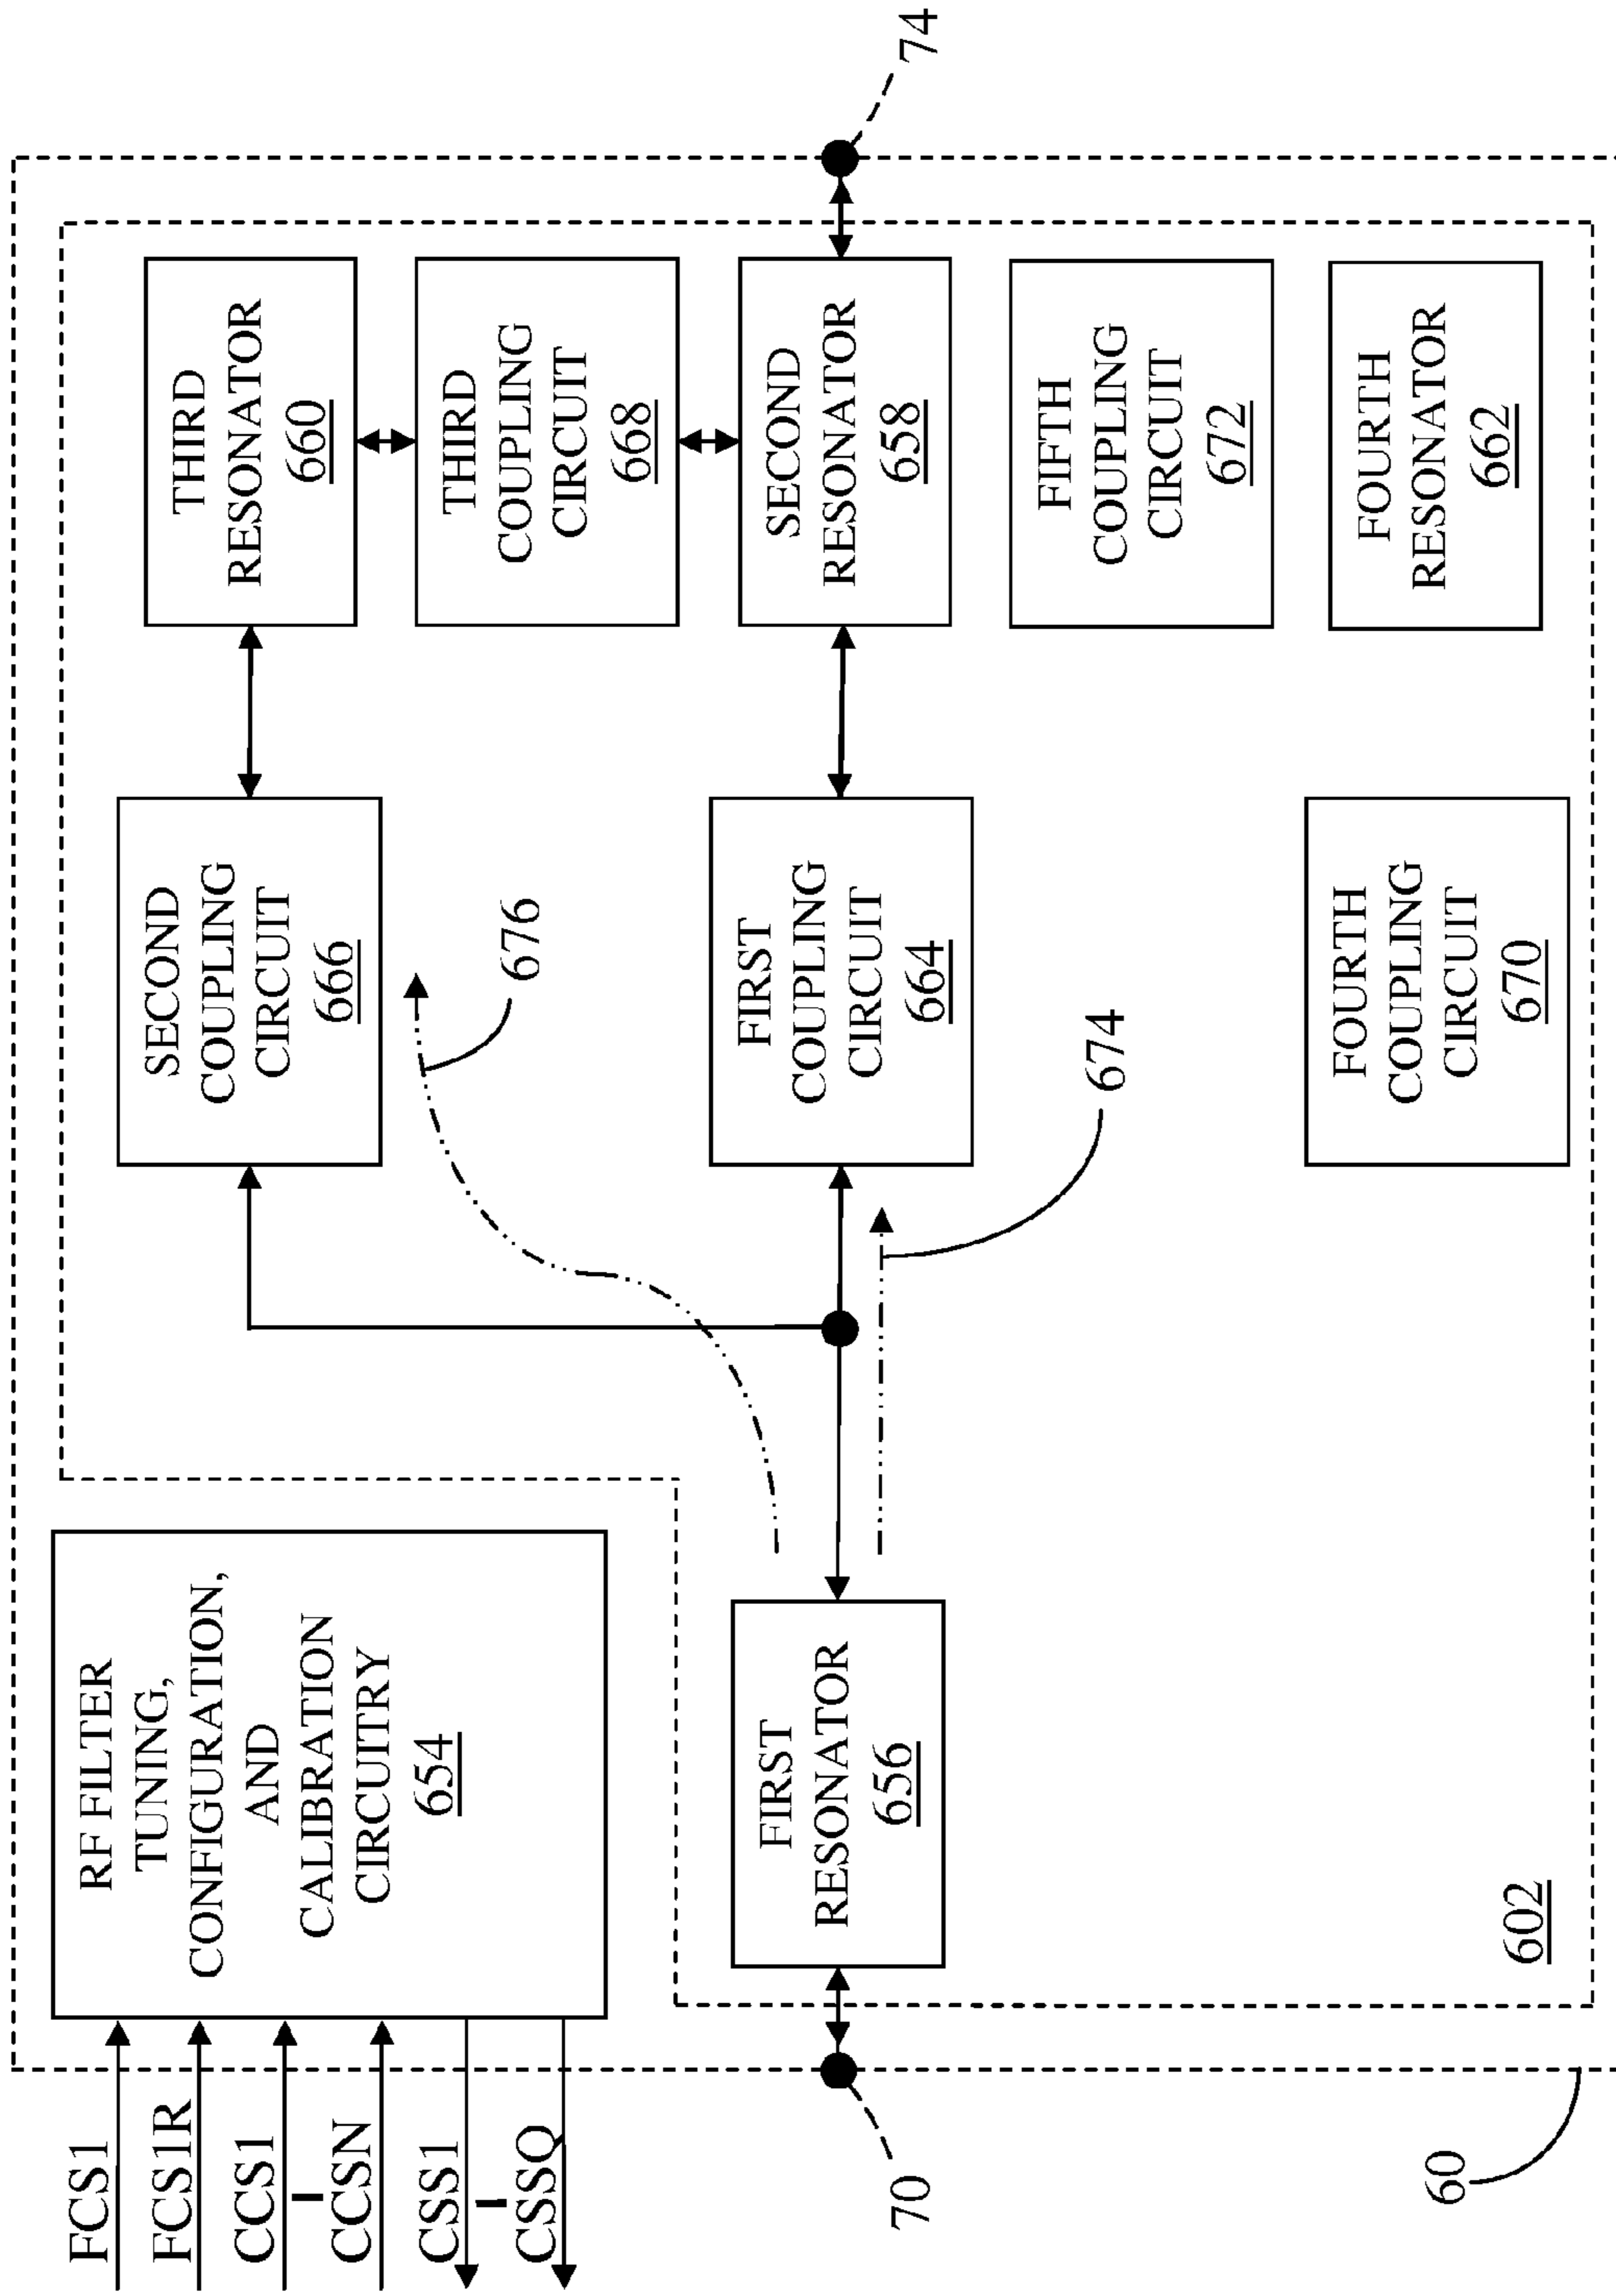 FCS1
FCS1R
CCS1
CCSN
CSS1
CSSQ
RF FILTER
TUNING,
CONFIGURATION,
AND
CALIBRATION
CIRCUITRY
654
SECOND
COUPLING
CIRCUIT
666
THIRD
RESONATOR
660
676
THIRD
COUPLING
CIRCUIT
668
70
FIRST
RESONATOR
656
FIRST
COUPLING
CIRCUIT
664
SECOND
RESONATOR
658
74
674
FIFTH
COUPLING
CIRCUIT
672
FOURTH
COUPLING
CIRCUIT
670
FOURTH
RESONATOR
662
602
60